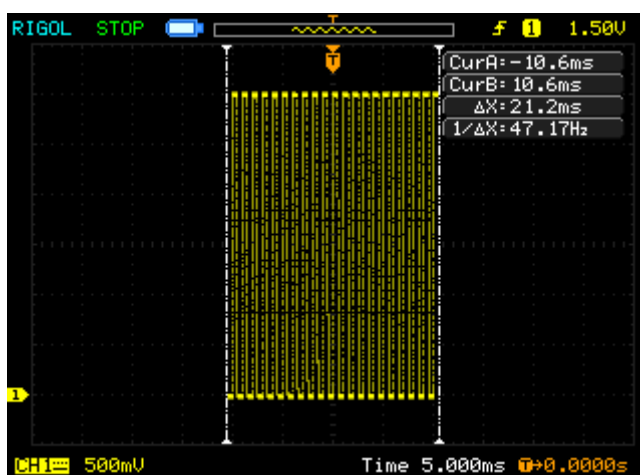 RIGOL STOP T 1 1.50V
T
CurA:-10.6ms
CurB:10.6ms
ΔX:21.2ms
1/ΔX:47.17Hz
1
CH1 500mV Time 5.000ms T→0.0000s